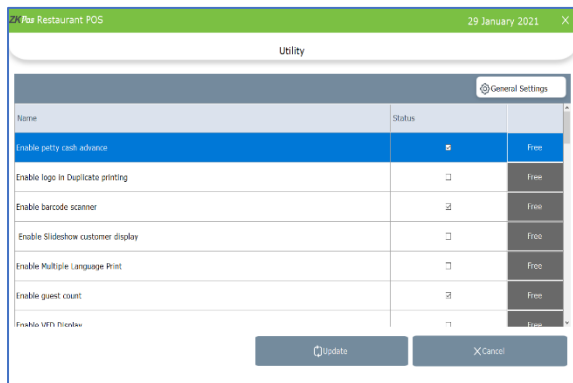 ZKPos Restaurant POS 29 January 2021 X
Utility
General Settings
Name Status
Enable petty cash advance Free
Enable logo in Duplicate printing Free
Enable barcode scanner Free
Enable Slideshow customer display Free
Enable Multiple Language Print Free
Enable guest count Free
Enable VFD Display Free
Update X Cancel